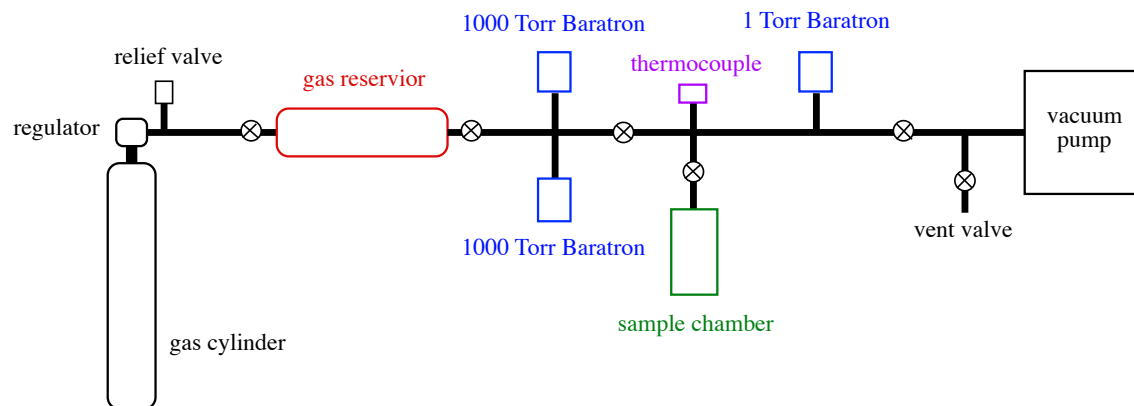 1000 Torr Baratron
1 Torr Baratron
relief valve
thermocouple
gas reservior
regulator
vacuum
pump
vent valve
1000 Torr Baratron
sample chamber
gas cylinder